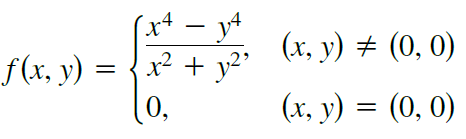 f(x, y) = { (x⁴ − y⁴)/(x² + y²), (x, y) ≠ (0, 0)
0, (x, y) = (0, 0)